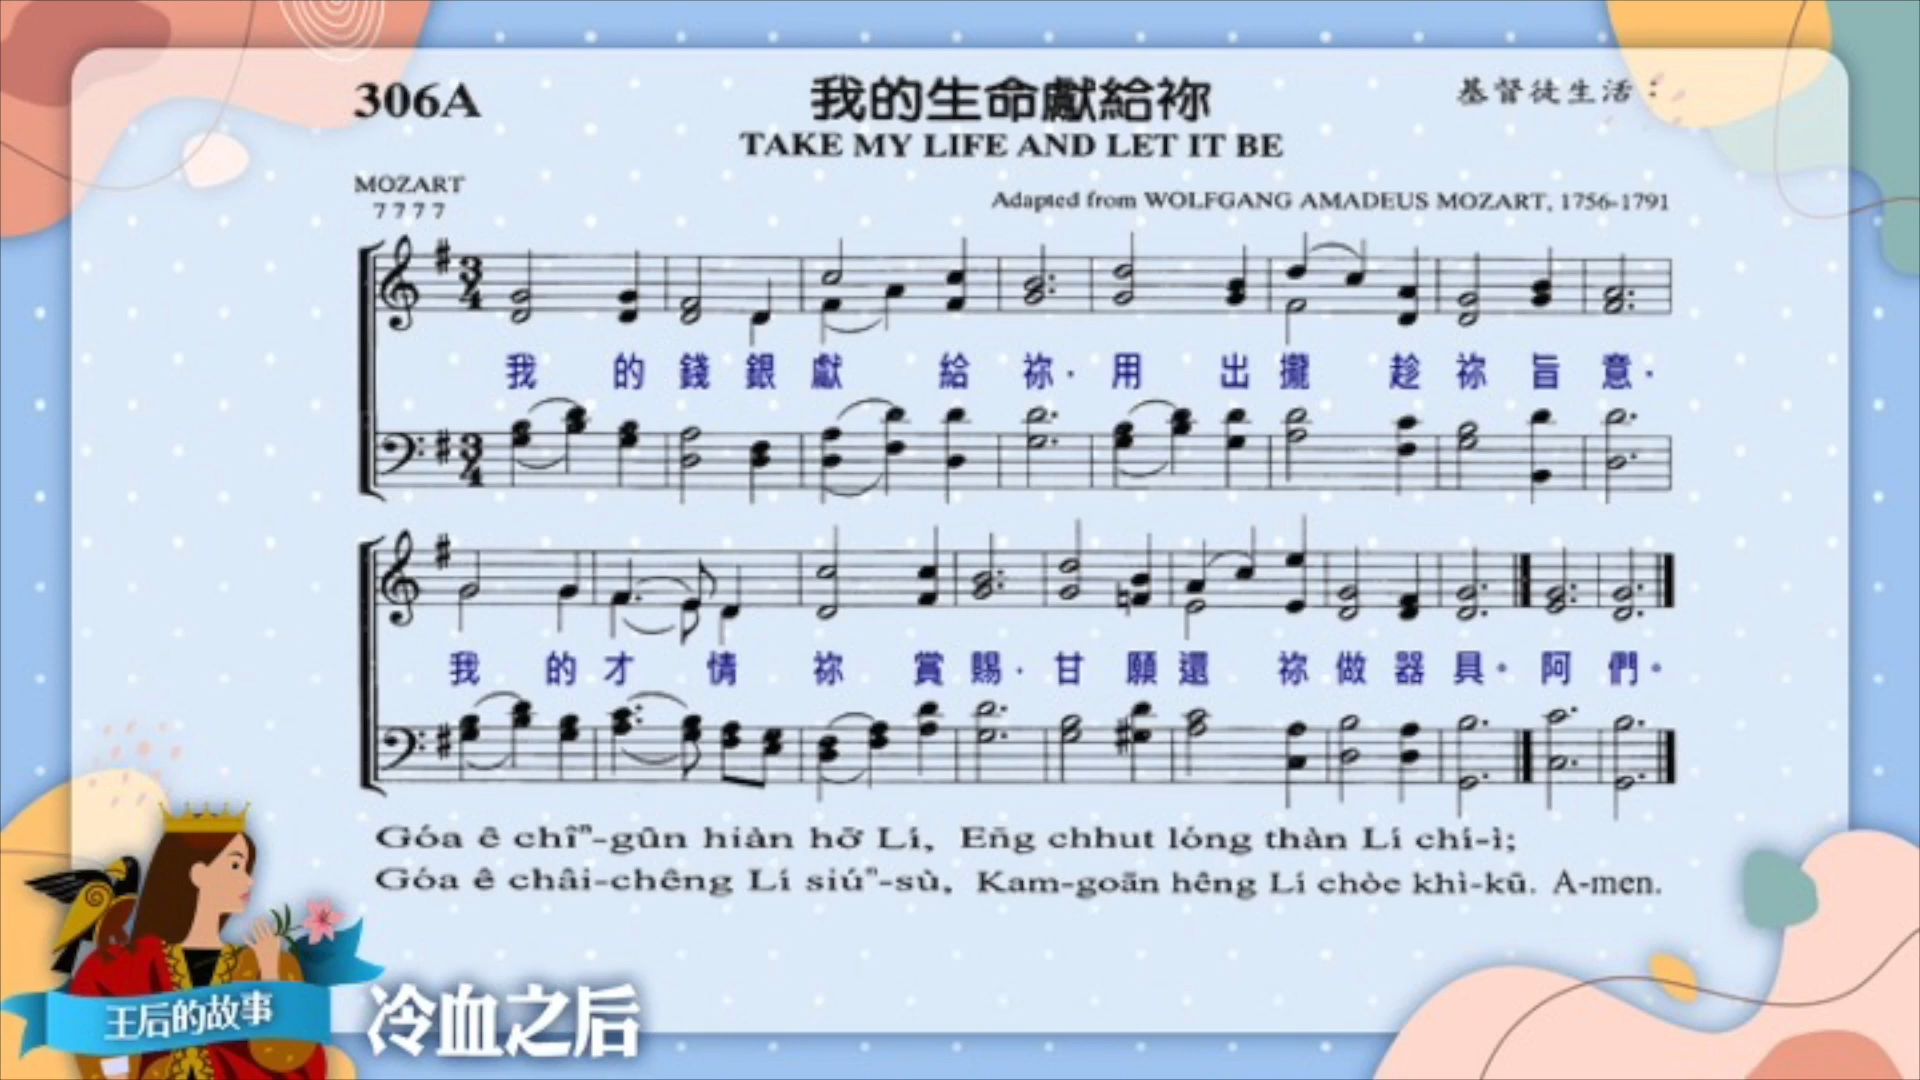 306A
我的生命獻給祢
基督徒生活：
TAKE MY LIFE AND LET IT BE
MOZART
7 7 7 7
Adapted from WOLFGANG AMADEUS MOZART, 1756-1791
我 的 錢 銀 獻 給 祢． 用 出 攏 趁 祢 旨 意．
我 的 才 情 祢 賞 賜． 甘 願 還 祢 做 器 具。 阿 們。
Góa ê chîⁿ-gûn hiàn hō͘ Lí, Ēng chhut lóng thàn Lí chí-ì;
Góa ê châi-chêng Lí siúⁿ-sù, Kam-goān hêng Lí chòe khì-kū. A-men.
王后的故事
冷血之后